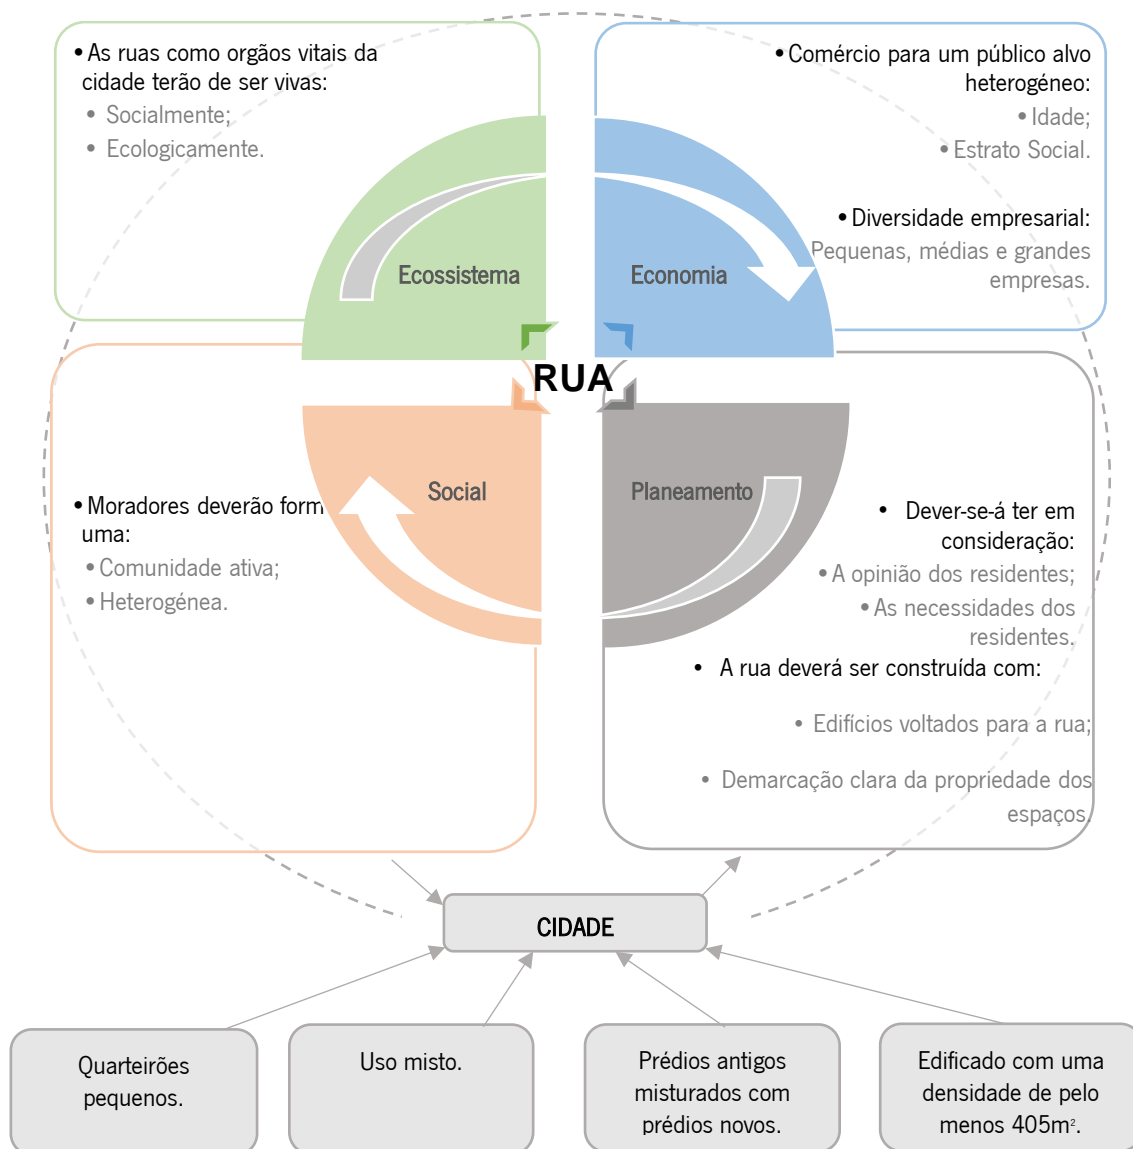 •As ruas como orgãos vitais da
cidade terão de ser vivas:
• Socialmente;
• Ecologicamente.
•Comércio para um público alvo
heterogéneo:
•Idade;
•Estrato Social.
•Diversidade empresarial:
Pequenas, médias e grandes
empresas.
Ecossistema
Economia
RUA
Social
Planeamento
•Moradores deverão form
uma:
•Comunidade ativa;
•Heterogénea.
• Dever-se-á ter em
consideração:
•A opinião dos residentes;
•As necessidades dos
residentes.
• A rua deverá ser construída com:
• Edifícios voltados para a rua;
• Demarcação clara da propriedade dos
espaços.
CIDADE
Quarteirões
pequenos.
Uso misto.
Prédios antigos
misturados com
prédios novos.
Edificado com uma
densidade de pelo
menos 405m².